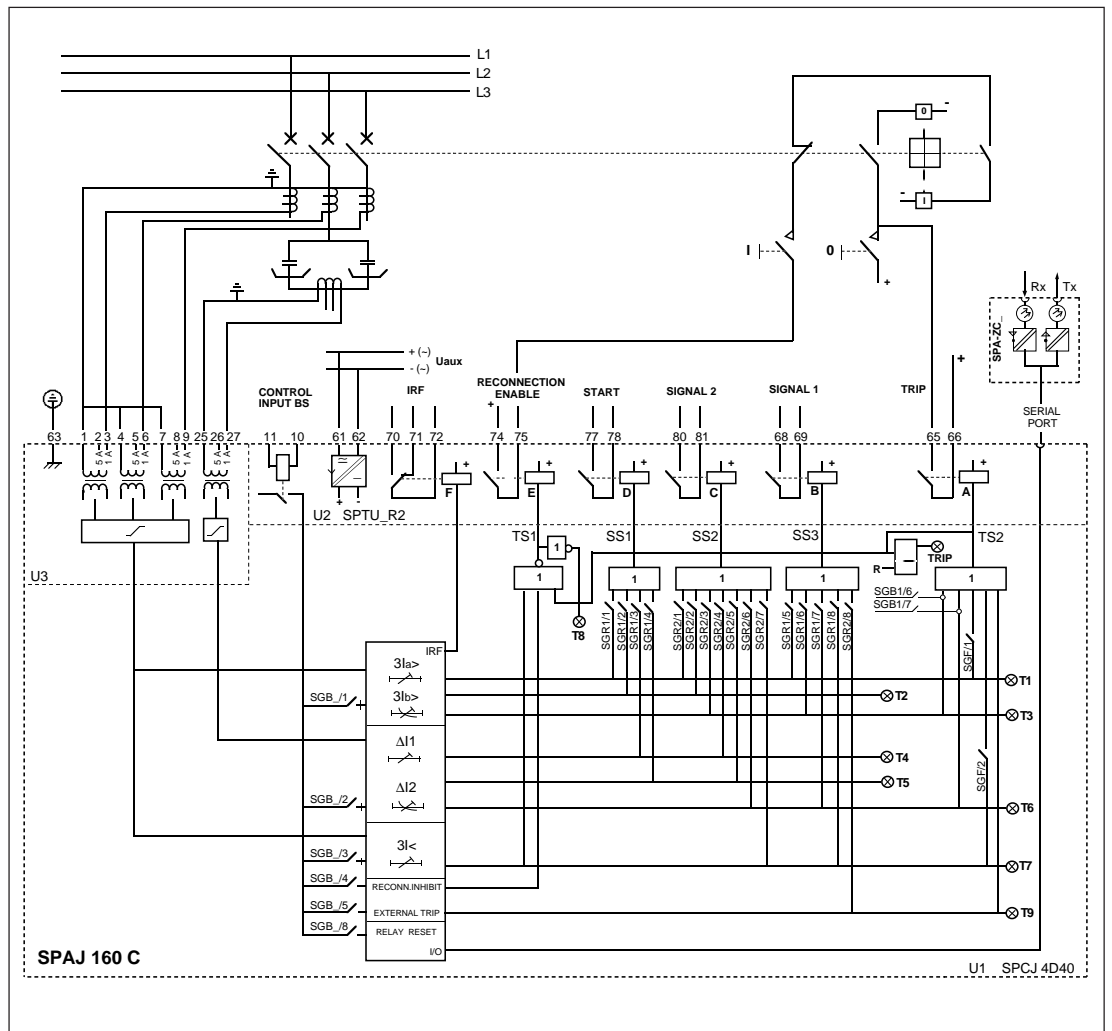 L1
L2
L3
0
-
-
I
I
0
+
Rx
Tx
SPA-ZC_
+ (~)
- (~)
Uaux
CONTROL
INPUT BS
IRF
RECONNECTION
ENABLE
+
START
SIGNAL 2
SIGNAL 1
TRIP
+
SERIAL
PORT
63
1
2
3
4
5
6
7
8
9
25
26
27
11
10
61
62
70
71
72
74
75
77
78
80
81
68
69
65
66
5 A
1 A
5 A
1 A
5 A
1 A
5 A
1 A
+
-
+
F
+
E
+
D
+
C
+
B
+
A
U2 SPTU_R2
U3
TS1
SS1
SS2
SS3
TS2
1
1
1
1
1
1
T8
R
TRIP
SGB1/6
SGB1/7
SGR1/1
SGR1/2
SGR1/3
SGR1/4
SGR2/1
SGR2/2
SGR2/3
SGR2/4
SGR2/5
SGR2/6
SGR2/7
SGR1/5
SGR1/6
SGR1/7
SGR1/8
SGR2/8
SGF/1
SGF/2
IRF
3Ia>
T1
SGB_/1
3Ib>
T2
T3
ΔI1
T4
T5
SGB_/2
ΔI2
T6
SGB_/3
3I<
T7
SGB_/4
RECONN.INHIBIT
SGB_/5
EXTERNAL TRIP
T9
SGB_/8
RELAY RESET
I/O
SPAJ 160 C
U1 SPCJ 4D40